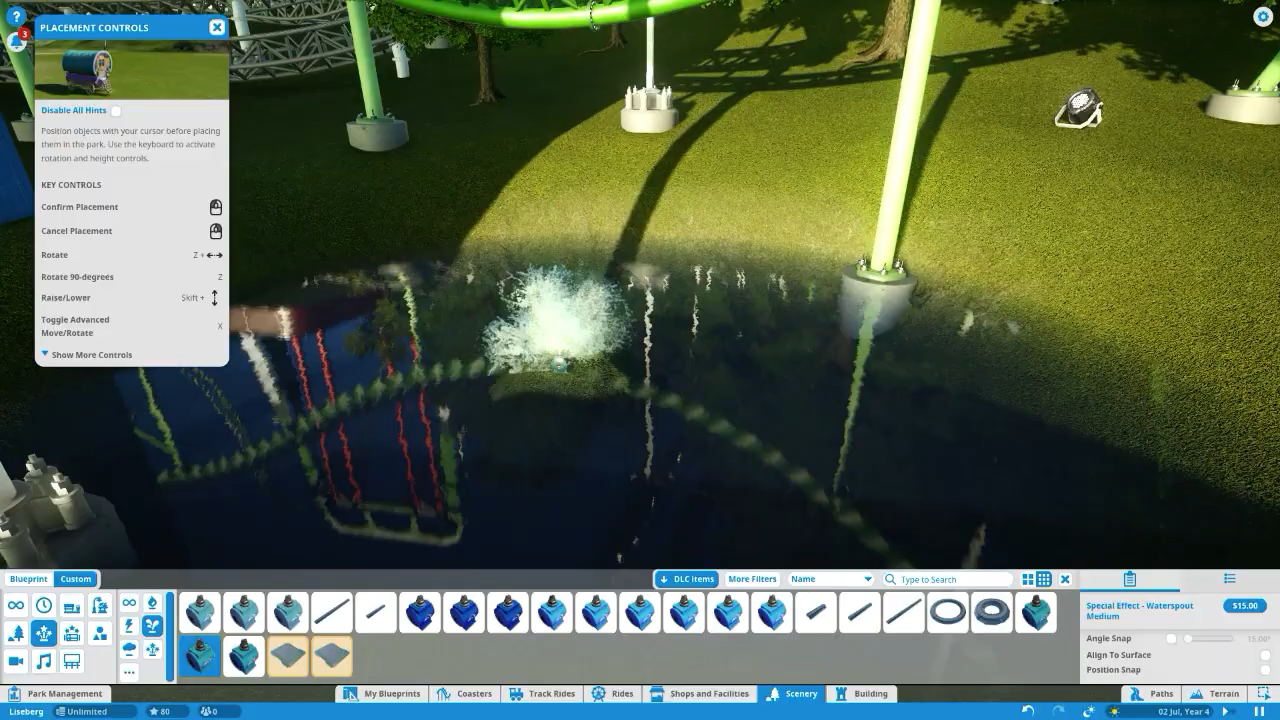 ?
PLACEMENT CONTROLS
3
Disable All Hints
Position objects with your cursor before placing
them in the park. Use the keyboard to activate
rotation and height controls.
KEY CONTROLS
Confirm Placement
Cancel Placement
Rotate Z +
Rotate 90-degrees Z
Raise/Lower Skift +
Toggle Advanced
Move/Rotate X
Show More Controls
Blueprint Custom DLC items More Filters Name Type to Search
Special Effect - Waterspout
Medium
$15.00
Angle Snap 15.00°
Align To Surface
Position Snap
Park Management My Blueprints Coasters Track Rides Rides Shops and Facilities Scenery Building Paths Terrain
Liseberg Unlimited 80 0 02 Jul, Year 4